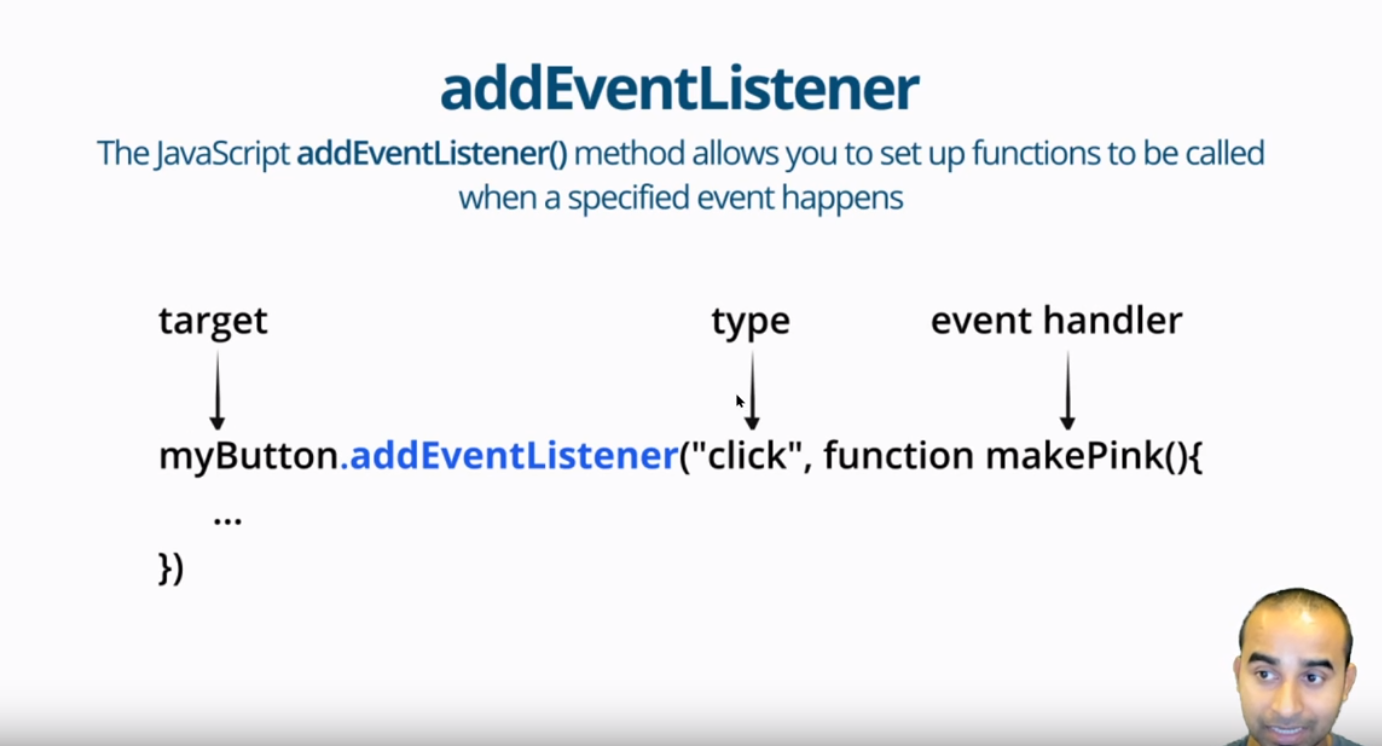 addEventListener
The JavaScript addEventListener() method allows you to set up functions to be called
when a specified event happens
target type event handler
myButton.addEventListener("click", function makePink(){
...
})